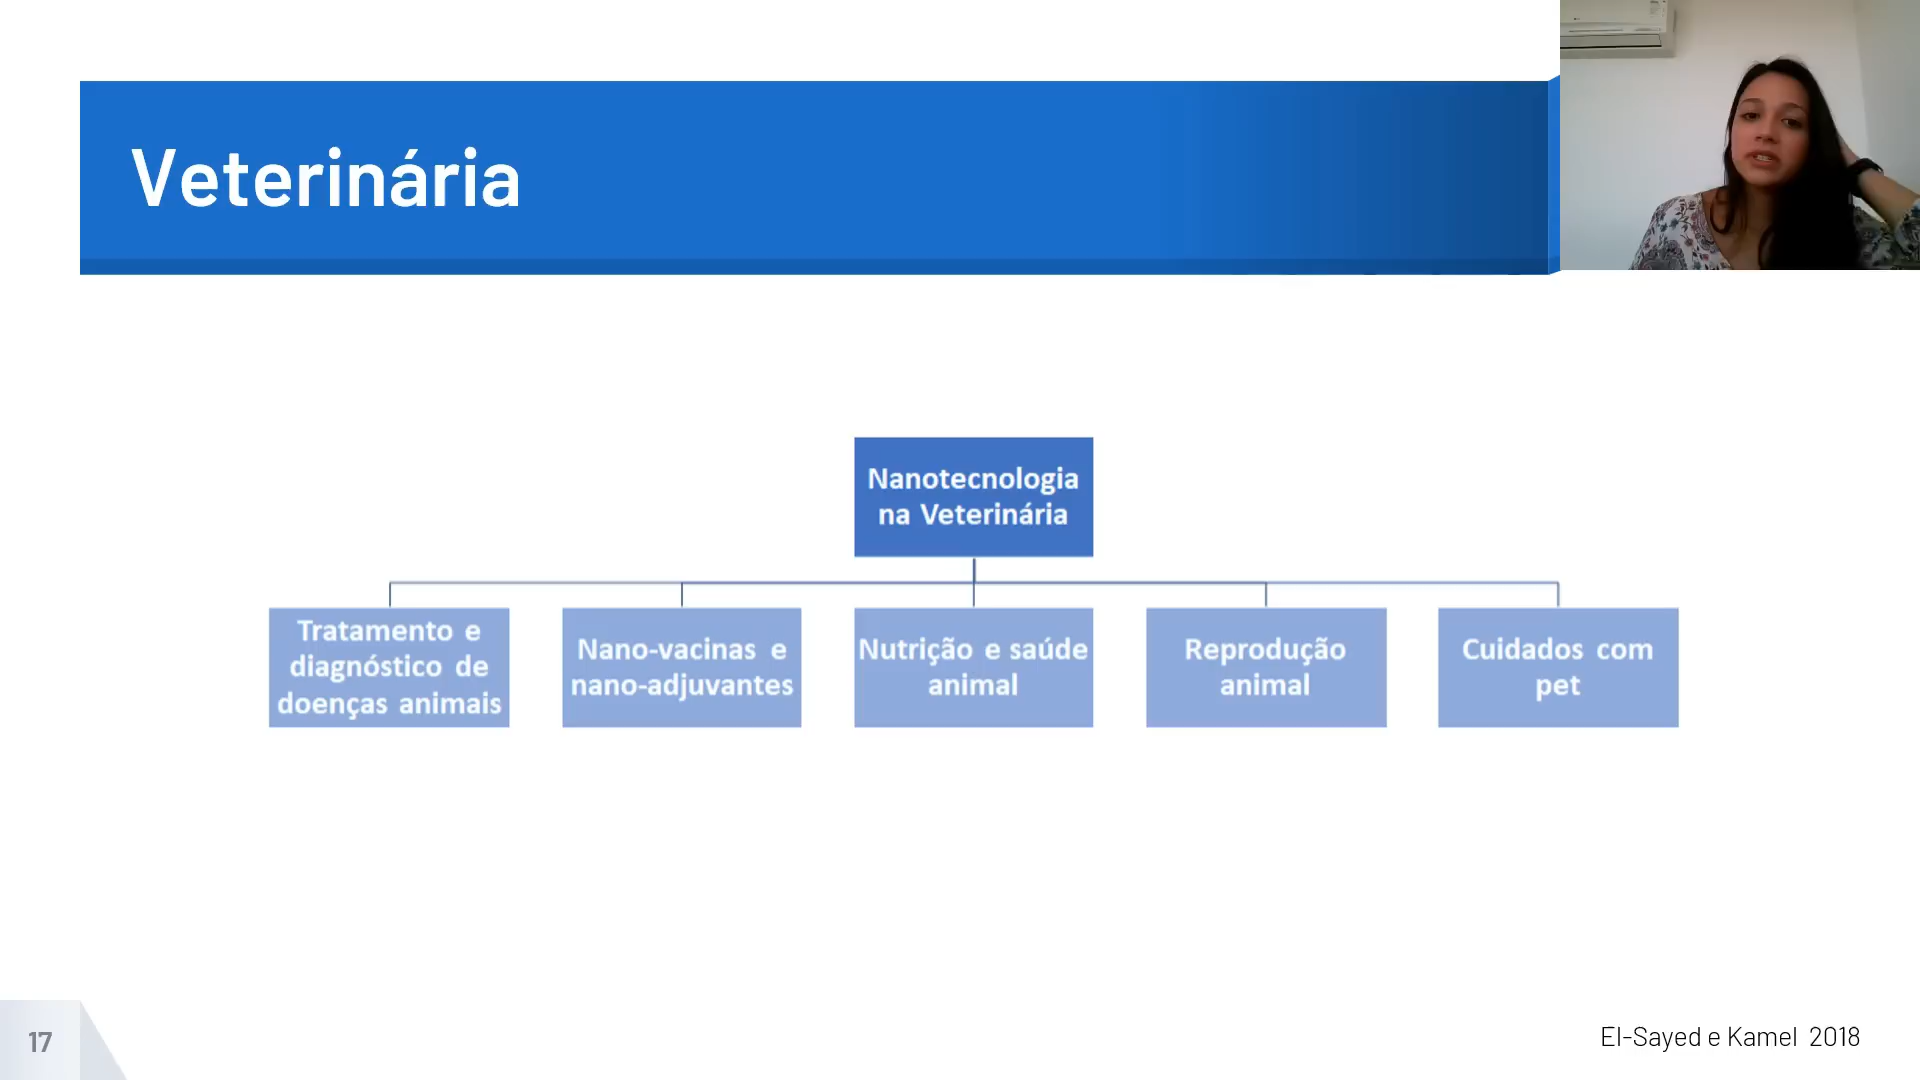 Veterinária
Nanotecnologia
na Veterinária
Tratamento e
diagnóstico de
doenças animais
Nano-vacinas e
nano-adjuvantes
Nutrição e saúde
animal
Reprodução
animal
Cuidados com
pet
17
El-Sayed e Kamel 2018